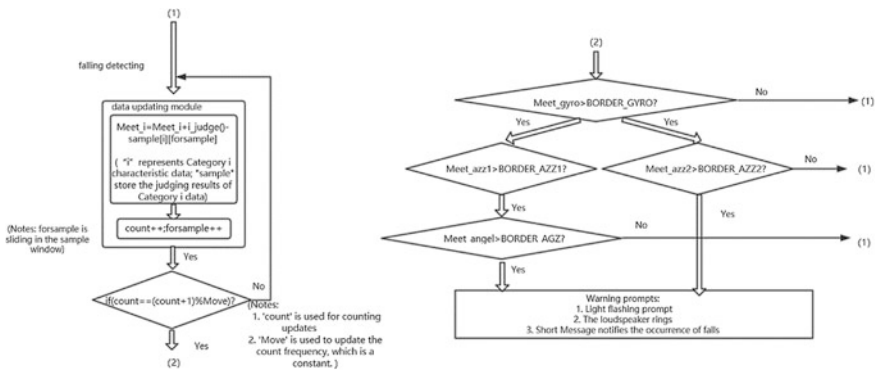 (1)
falling detecting
data updating module
Meet_i=Meet_i+i_judge()-
sample[i][forsample]
( "i" represents Category i
characteristic data; "sample"
store the judging results of
Category i data)
count++;forsample++
(Notes: forsample is
sliding in the sample
window)
Yes
if(count==(count+1)%Move)?
No
(Notes:
1. 'count' is used for counting
updates
2. 'Move' is used to update the
count frequency, which is a
constant. )
Yes
(2)
(2)
Meet_gyro>BORDER_GYRO?
No
(1)
Yes
Yes
Meet_azz1>BORDER_AZZ1?
Meet_azz2>BORDER_AZZ2?
No
(1)
Yes
Yes
Meet angel>BORDER_AGZ?
No
(1)
Yes
Warning prompts:
1. Light flashing prompt
2. The loudspeaker rings
3. Short Message notifies the occurrence of falls